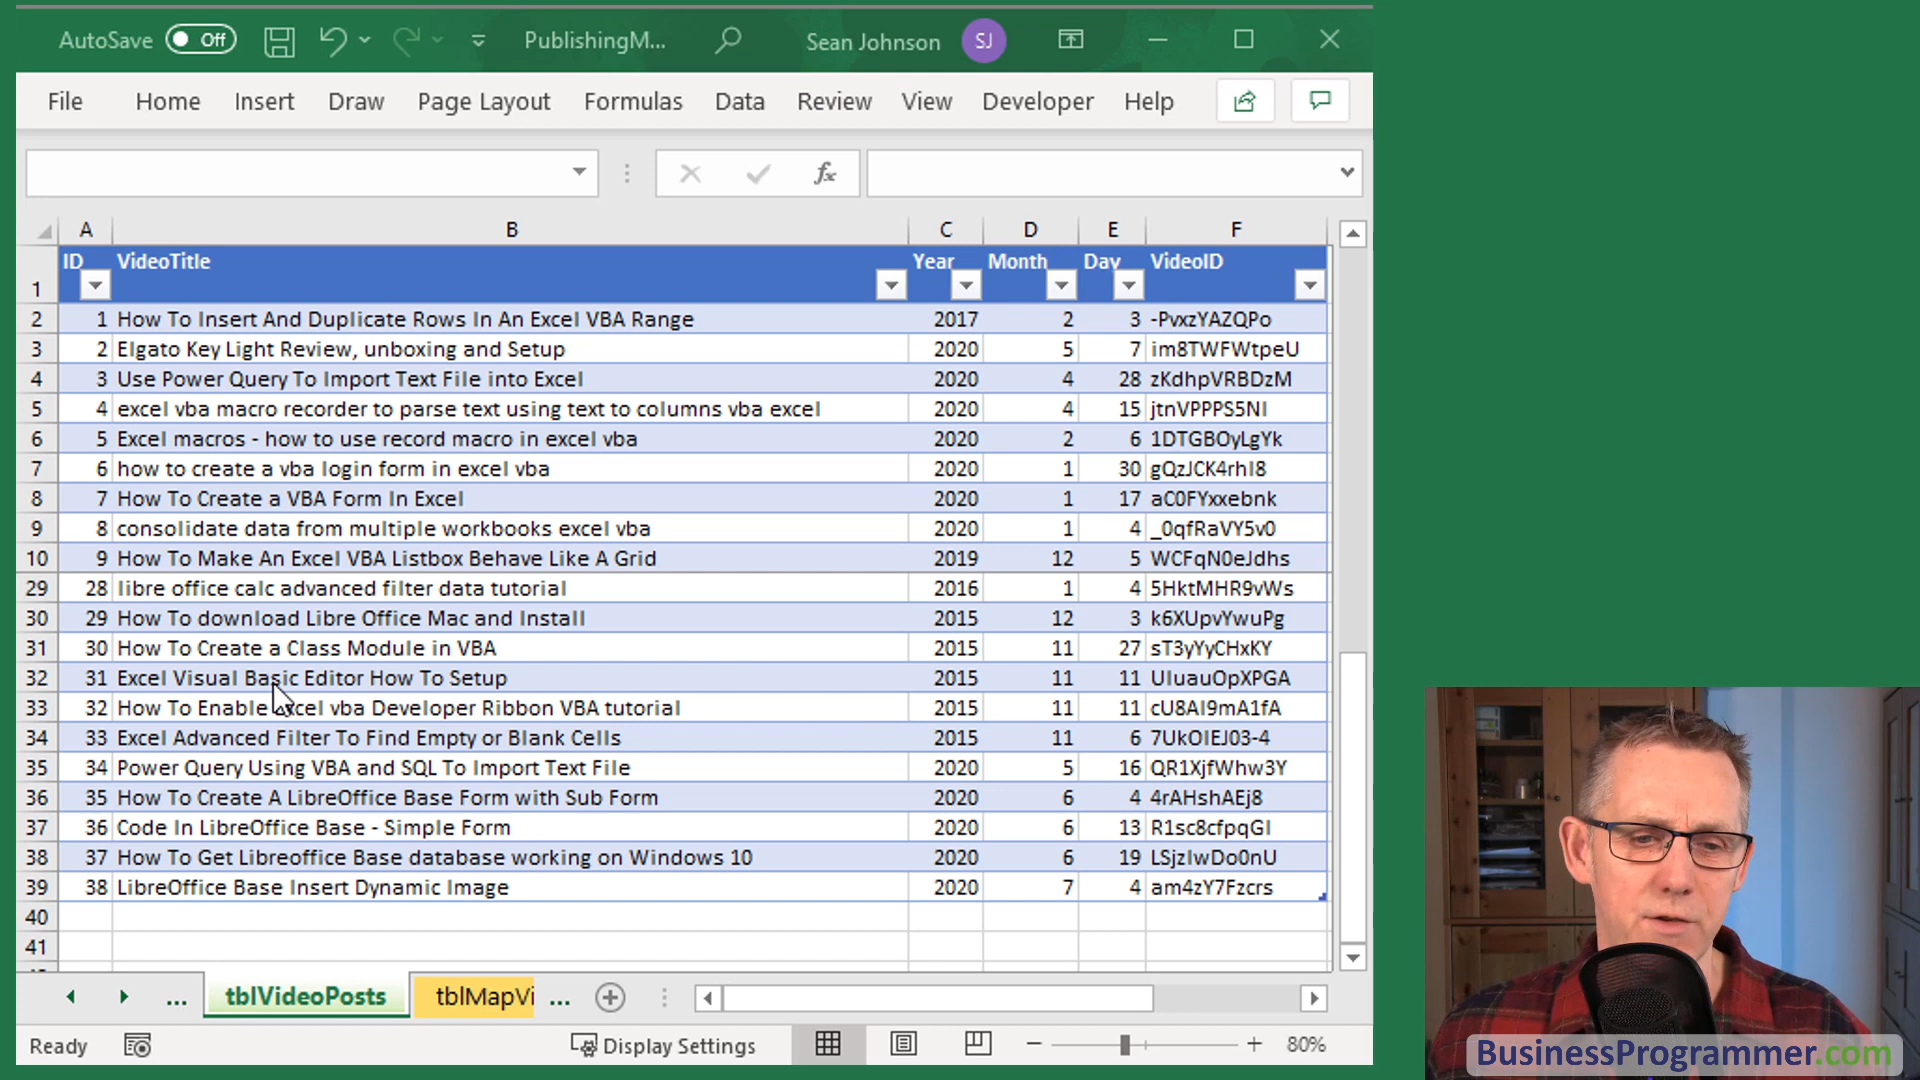 AutoSave Off PublishingM... Sean Johnson SJ
File Home Insert Draw Page Layout Formulas Data Review View Developer Help
fx
A B C D E F
1 ID VideoTitle Year Month Day VideoID
2 1 How To Insert And Duplicate Rows In An Excel VBA Range 2017 2 3 -PvxzYAZQPo
3 2 Elgato Key Light Review, unboxing and Setup 2020 5 7 im8TWFWtpeU
4 3 Use Power Query To Import Text File into Excel 2020 4 28 zKdhpVRBDzM
5 4 excel vba macro recorder to parse text using text to columns vba excel 2020 4 15 jtnVPPPS5NI
6 5 Excel macros - how to use record macro in excel vba 2020 2 6 1DTGBOyLgYk
7 6 how to create a vba login form in excel vba 2020 1 30 gQzJCK4rhI8
8 7 How To Create a VBA Form In Excel 2020 1 17 aC0FYxxebnk
9 8 consolidate data from multiple workbooks excel vba 2020 1 4 _0qfRaVY5v0
10 9 How To Make An Excel VBA Listbox Behave Like A Grid 2019 12 5 WCFqN0eJdhs
29 28 libre office calc advanced filter data tutorial 2016 1 4 5HktMHR9vWs
30 29 How To download Libre Office Mac and Install 2015 12 3 k6XUpvYwuPg
31 30 How To Create a Class Module in VBA 2015 11 27 sT3yYyCHxKY
32 31 Excel Visual Basic Editor How To Setup 2015 11 11 UIuauOpXPGA
33 32 How To Enable excel vba Developer Ribbon VBA tutorial 2015 11 11 cU8AI9mA1fA
34 33 Excel Advanced Filter To Find Empty or Blank Cells 2015 11 6 7UkOIEJ03-4
35 34 Power Query Using VBA and SQL To Import Text File 2020 5 16 QR1XjfWhw3Y
36 35 How To Create A LibreOffice Base Form with Sub Form 2020 6 4 4rAHshAEj8
37 36 Code In LibreOffice Base - Simple Form 2020 6 13 R1sc8cfpqGI
38 37 How To Get Libreoffice Base database working on Windows 10 2020 6 19 LSjzIwDo0nU
39 38 LibreOffice Base Insert Dynamic Image 2020 7 4 am4zY7Fzcrs
40
41
... tblVideoPosts tblMapVi ...
Ready Display Settings 80%
BusinessProgrammer.com